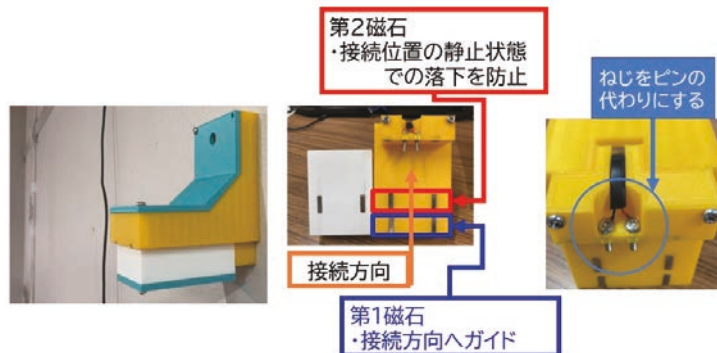 第2磁石
・接続位置の静止状態
での落下を防止
ねじをピンの
代わりにする
接続方向
第1磁石
・接続方向へガイド